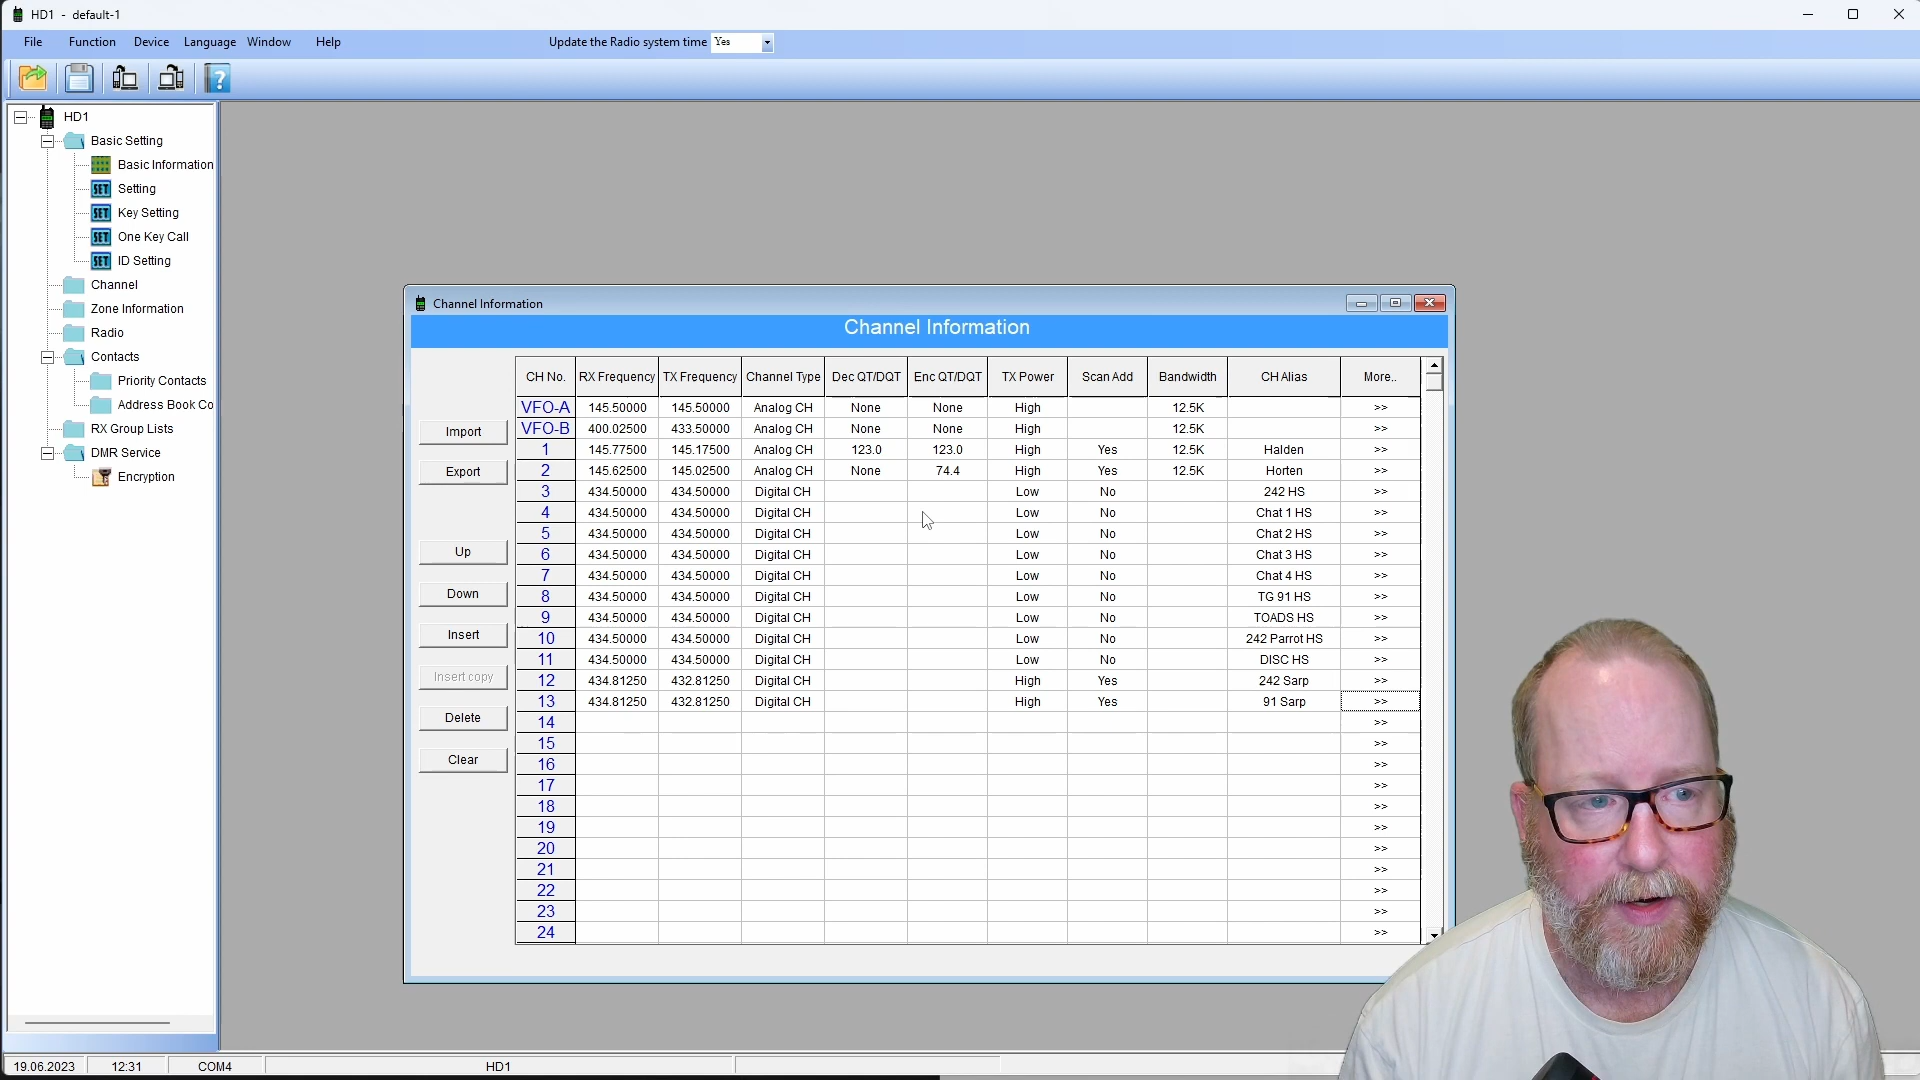 HD1 - default-1
File Function Device Language Window Help Update the Radio system time Yes
HD1
Basic Setting
Basic Information
SET Setting
SET Key Setting
SET One Key Call
SET ID Setting
Channel
Zone Information
Radio
Contacts
Priority Contacts
Address Book Co
RX Group Lists
DMR Service
Encryption
Channel Information
Channel Information
Import
Export
Up
Down
Insert
Insert copy
Delete
Clear
CH No. RX Frequency TX Frequency Channel Type Dec QT/DQT Enc QT/DQT TX Power Scan Add Bandwidth CH Alias More..
VFO-A 145.50000 145.50000 Analog CH None None High 12.5K >>
VFO-B 400.02500 433.50000 Analog CH None None High 12.5K >>
1 145.77500 145.17500 Analog CH 123.0 123.0 High Yes 12.5K Halden >>
2 145.62500 145.02500 Analog CH None 74.4 High Yes 12.5K Horten >>
3 434.50000 434.50000 Digital CH Low No 242 HS >>
4 434.50000 434.50000 Digital CH Low No Chat 1 HS >>
5 434.50000 434.50000 Digital CH Low No Chat 2 HS >>
6 434.50000 434.50000 Digital CH Low No Chat 3 HS >>
7 434.50000 434.50000 Digital CH Low No Chat 4 HS >>
8 434.50000 434.50000 Digital CH Low No TG 91 HS >>
9 434.50000 434.50000 Digital CH Low No TOADS HS >>
10 434.50000 434.50000 Digital CH Low No 242 Parrot HS >>
11 434.50000 434.50000 Digital CH Low No DISC HS >>
12 434.81250 432.81250 Digital CH High Yes 242 Sarp >>
13 434.81250 432.81250 Digital CH High Yes 91 Sarp >>
14 >>
15 >>
16 >>
17 >>
18 >>
19 >>
20 >>
21 >>
22 >>
23 >>
24 >>
19.06.2023 12:31 COM4 HD1